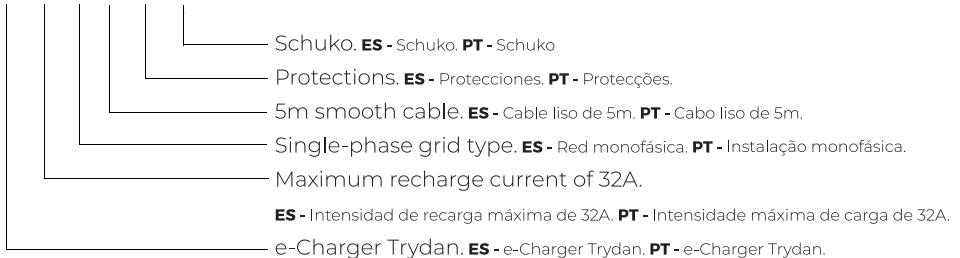 Schuko. ES - Schuko. PT - Schuko
Protections. ES - Protecciones. PT - Protecções.
5m smooth cable. ES - Cable liso de 5m. PT - Cabo liso de 5m.
Single-phase grid type. ES - Red monofásica. PT - Instalação monofásica.
Maximum recharge current of 32A.
ES - Intensidad de recarga máxima de 32A. PT - Intensidade máxima de carga de 32A.
e-Charger Trydan. ES - e-Charger Trydan. PT - e-Charger Trydan.